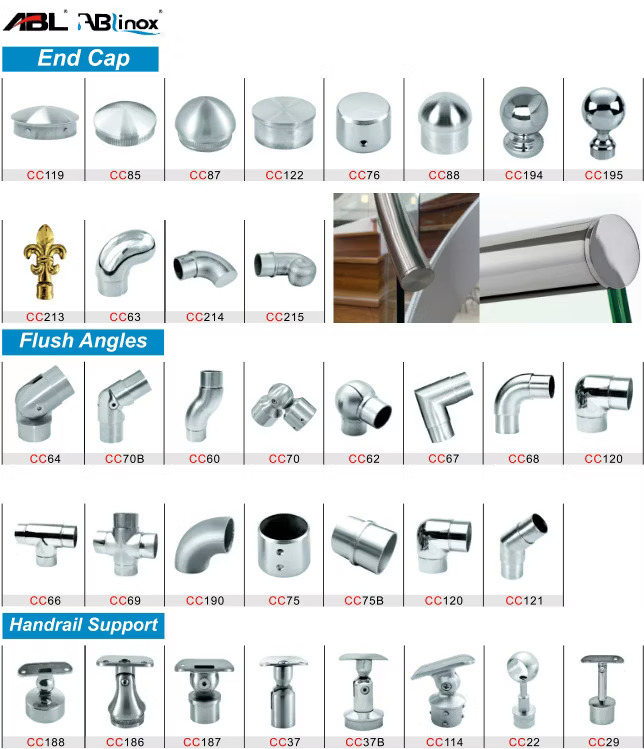 ABL® ABLinox®
End Cap
CC119 CC85 CC87 CC122 CC76 CC88 CC194 CC195
CC213 CC63 CC214 CC215
Flush Angles
CC64 CC70B CC60 CC70 CC62 CC67 CC68 CC120
CC66 CC69 CC190 CC75 CC75B CC120 CC121
Handrail Support
CC188 CC186 CC187 CC37 CC37B CC114 CC22 CC29